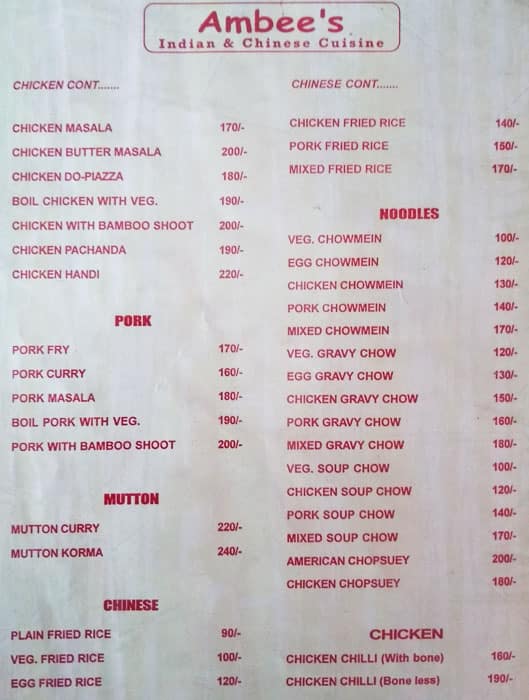 Ambee's
Indian & Chinese Cuisine
CHICKEN CONT.......
CHICKEN MASALA 170/-
CHICKEN BUTTER MASALA 200/-
CHICKEN DO-PIAZZA 180/-
BOIL CHICKEN WITH VEG. 190/-
CHICKEN WITH BAMBOO SHOOT 200/-
CHICKEN PACHANDA 190/-
CHICKEN HANDI 220/-
PORK
PORK FRY 170/-
PORK CURRY 160/-
PORK MASALA 180/-
BOIL PORK WITH VEG. 190/-
PORK WITH BAMBOO SHOOT 200/-
MUTTON
MUTTON CURRY 220/-
MUTTON KORMA 240/-
CHINESE
PLAIN FRIED RICE 90/-
VEG. FRIED RICE 100/-
EGG FRIED RICE 120/-
CHINESE CONT.......
CHICKEN FRIED RICE 140/-
PORK FRIED RICE 150/-
MIXED FRIED RICE 170/-
NOODLES
VEG. CHOWMEIN 100/-
EGG CHOWMEIN 120/-
CHICKEN CHOWMEIN 130/-
PORK CHOWMEIN 140/-
MIXED CHOWMEIN 170/-
VEG. GRAVY CHOW 120/-
EGG GRAVY CHOW 130/-
CHICKEN GRAVY CHOW 150/-
PORK GRAVY CHOW 160/-
MIXED GRAVY CHOW 180/-
VEG. SOUP CHOW 100/-
CHICKEN SOUP CHOW 120/-
PORK SOUP CHOW 140/-
MIXED SOUP CHOW 170/-
AMERICAN CHOPSUEY 200/-
CHICKEN CHOPSUEY 180/-
CHICKEN
CHICKEN CHILLI (With bone) 160/-
CHICKEN CHILLI (Bone less) 190/-